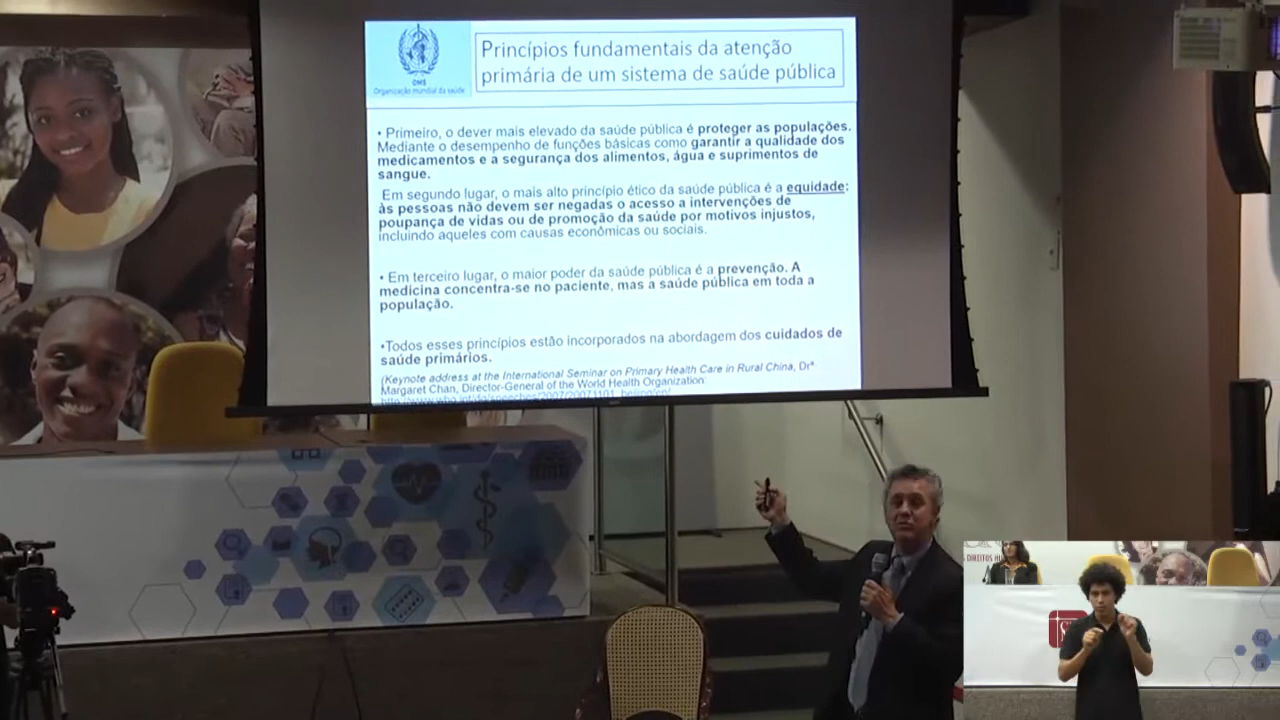 OMS
Organização mundial da saúde
Princípios fundamentais da atenção
primária de um sistema de saúde pública
• Primeiro, o dever mais elevado da saúde pública é proteger as populações.
Mediante o desempenho de funções básicas como garantir a qualidade dos
medicamentos e a segurança dos alimentos, água e suprimentos de
sangue.
Em segundo lugar, o mais alto princípio ético da saúde pública é a equidade:
às pessoas não devem ser negadas o acesso a intervenções de
poupança de vidas ou de promoção da saúde por motivos injustos,
incluindo aqueles com causas econômicas ou sociais.
• Em terceiro lugar, o maior poder da saúde pública é a prevenção. A
medicina concentra-se no paciente, mas a saúde pública em toda a
população.
•Todos esses princípios estão incorporados na abordagem dos cuidados de
saúde primários.
(Keynote address at the International Seminar on Primary Health Care in Rural China, Drª
Margaret Chan, Director-General of the World Health Organization:
DIREITOS